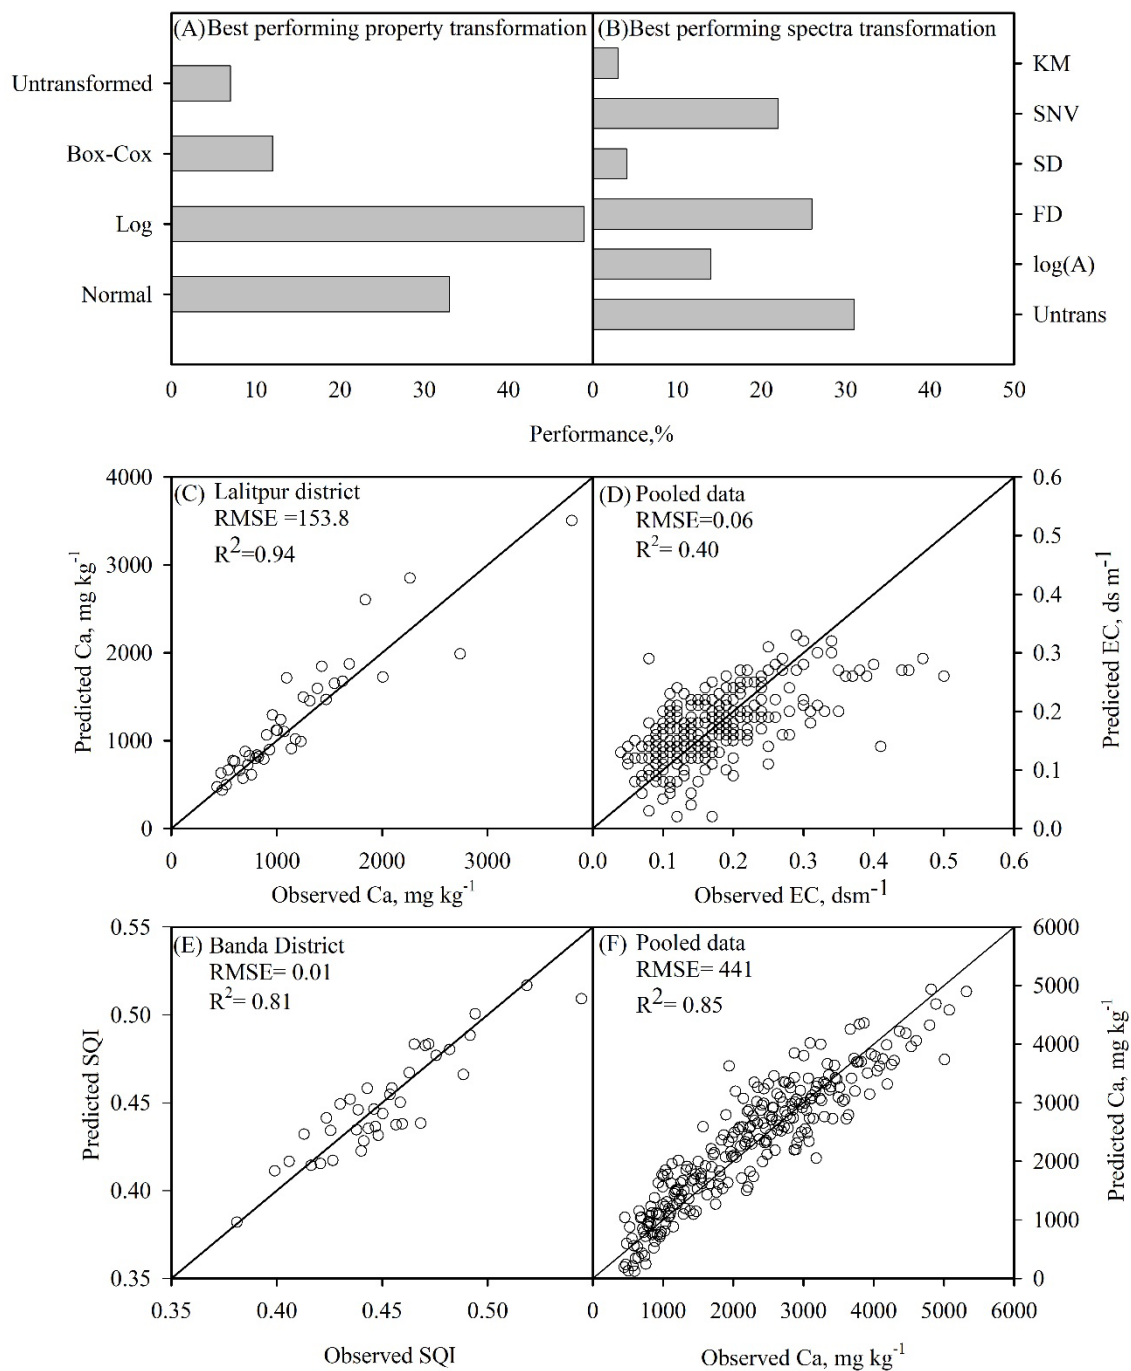 (A) Best performing property transformation
(B) Best performing spectra transformation
Untransformed
Box-Cox
Log
Normal
KM
SNV
SD
FD
log(A)
Untrans
0 10 20 30 40
0 10 20 30 40 50
Performance,%
(C) Lalitpur district
RMSE =153.8
R²=0.94
4000
3000
2000
1000
0
Predicted Ca, mg kg⁻¹
0 1000 2000 3000
Observed Ca, mg kg⁻¹
(D) Pooled data
RMSE=0.06
R²= 0.40
0.6
0.5
0.4
0.3
0.2
0.1
0.0
Predicted EC, ds m⁻¹
0.0 0.1 0.2 0.3 0.4 0.5 0.6
Observed EC, dsm⁻¹
(E) Banda District
RMSE= 0.01
R²= 0.81
0.55
0.50
0.45
0.40
0.35
Predicted SQI
0.35 0.40 0.45 0.50
Observed SQI
(F) Pooled data
RMSE= 441
R²= 0.85
6000
5000
4000
3000
2000
1000
0
Predicted Ca, mg kg⁻¹
0 1000 2000 3000 4000 5000 6000
Observed Ca, mg kg⁻¹